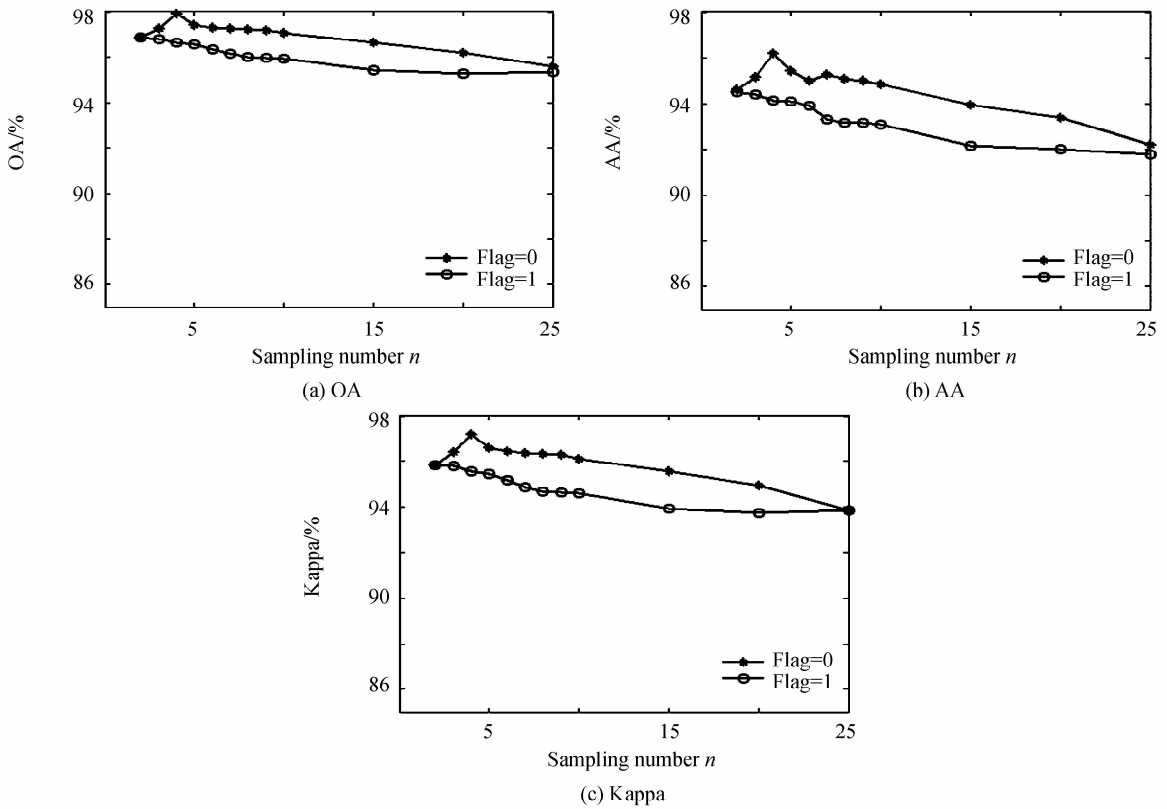 98
94
90
86
OA/%
Flag=0
Flag=1
5
15
25
Sampling number n
(a) OA
98
94
90
86
AA/%
Flag=0
Flag=1
5
15
25
Sampling number n
(b) AA
98
94
90
86
Kappa/%
Flag=0
Flag=1
5
15
25
Sampling number n
(c) Kappa